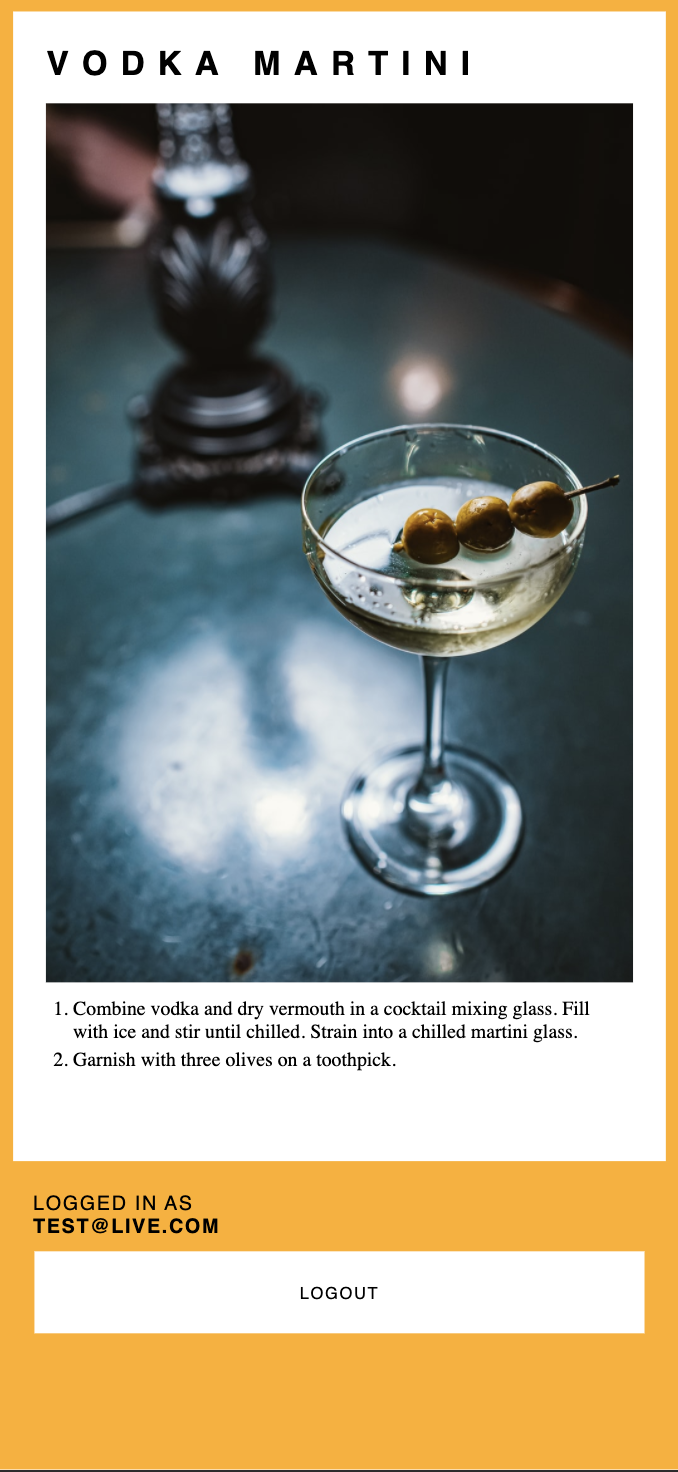 VODKA MARTINI
1. Combine vodka and dry vermouth in a cocktail mixing glass. Fill
with ice and stir until chilled. Strain into a chilled martini glass.
2. Garnish with three olives on a toothpick.
LOGGED IN AS
TEST@LIVE.COM
LOGOUT